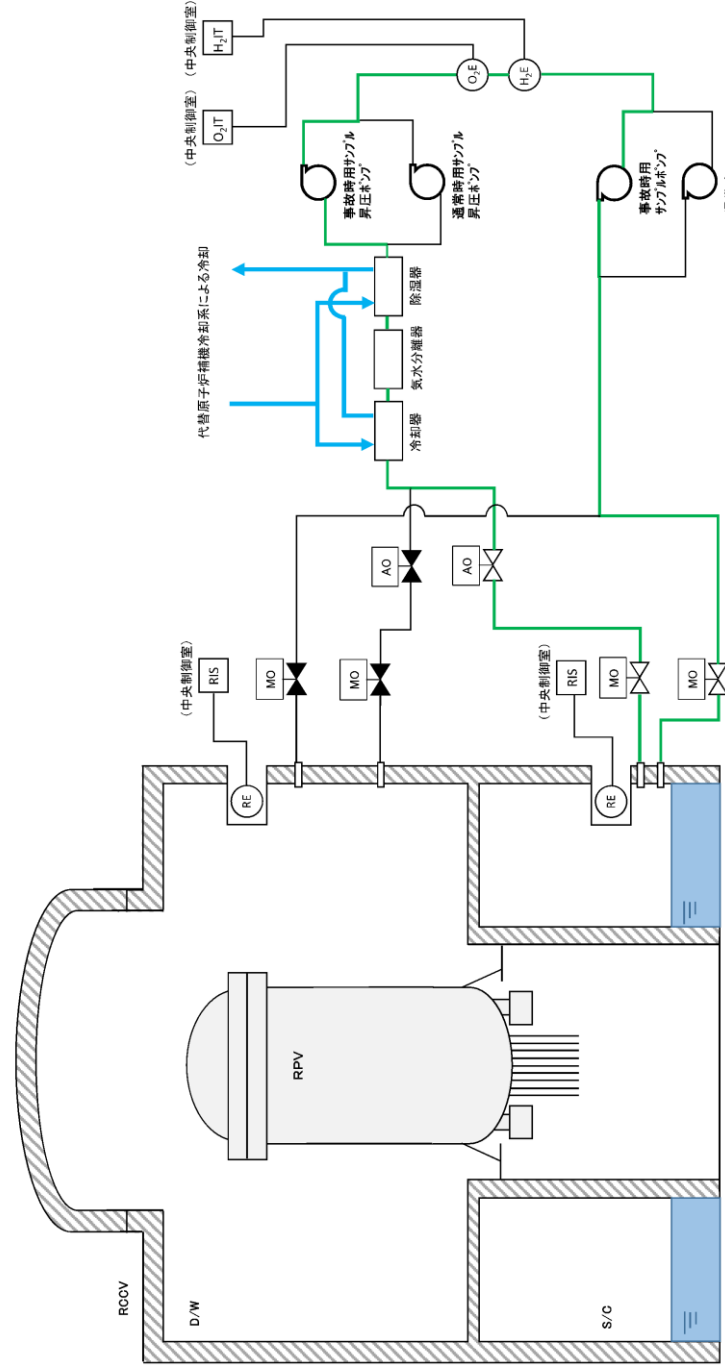 RCCV
D/W
RPV
S/C
RE
(中央制御室)
RIS
RE
(中央制御室)
RIS
MO
MO
MO
MO
AO
AO
代替原子炉補機冷却系による冷却
冷却器
気水分離器
除湿器
事故時用サンプル
昇圧ポンプ
通常時用サンプル
昇圧ポンプ
(中央制御室)
O₂IT
(中央制御室)
H₂IT
O₂E
H₂E
事故時用
サンプルポンプ